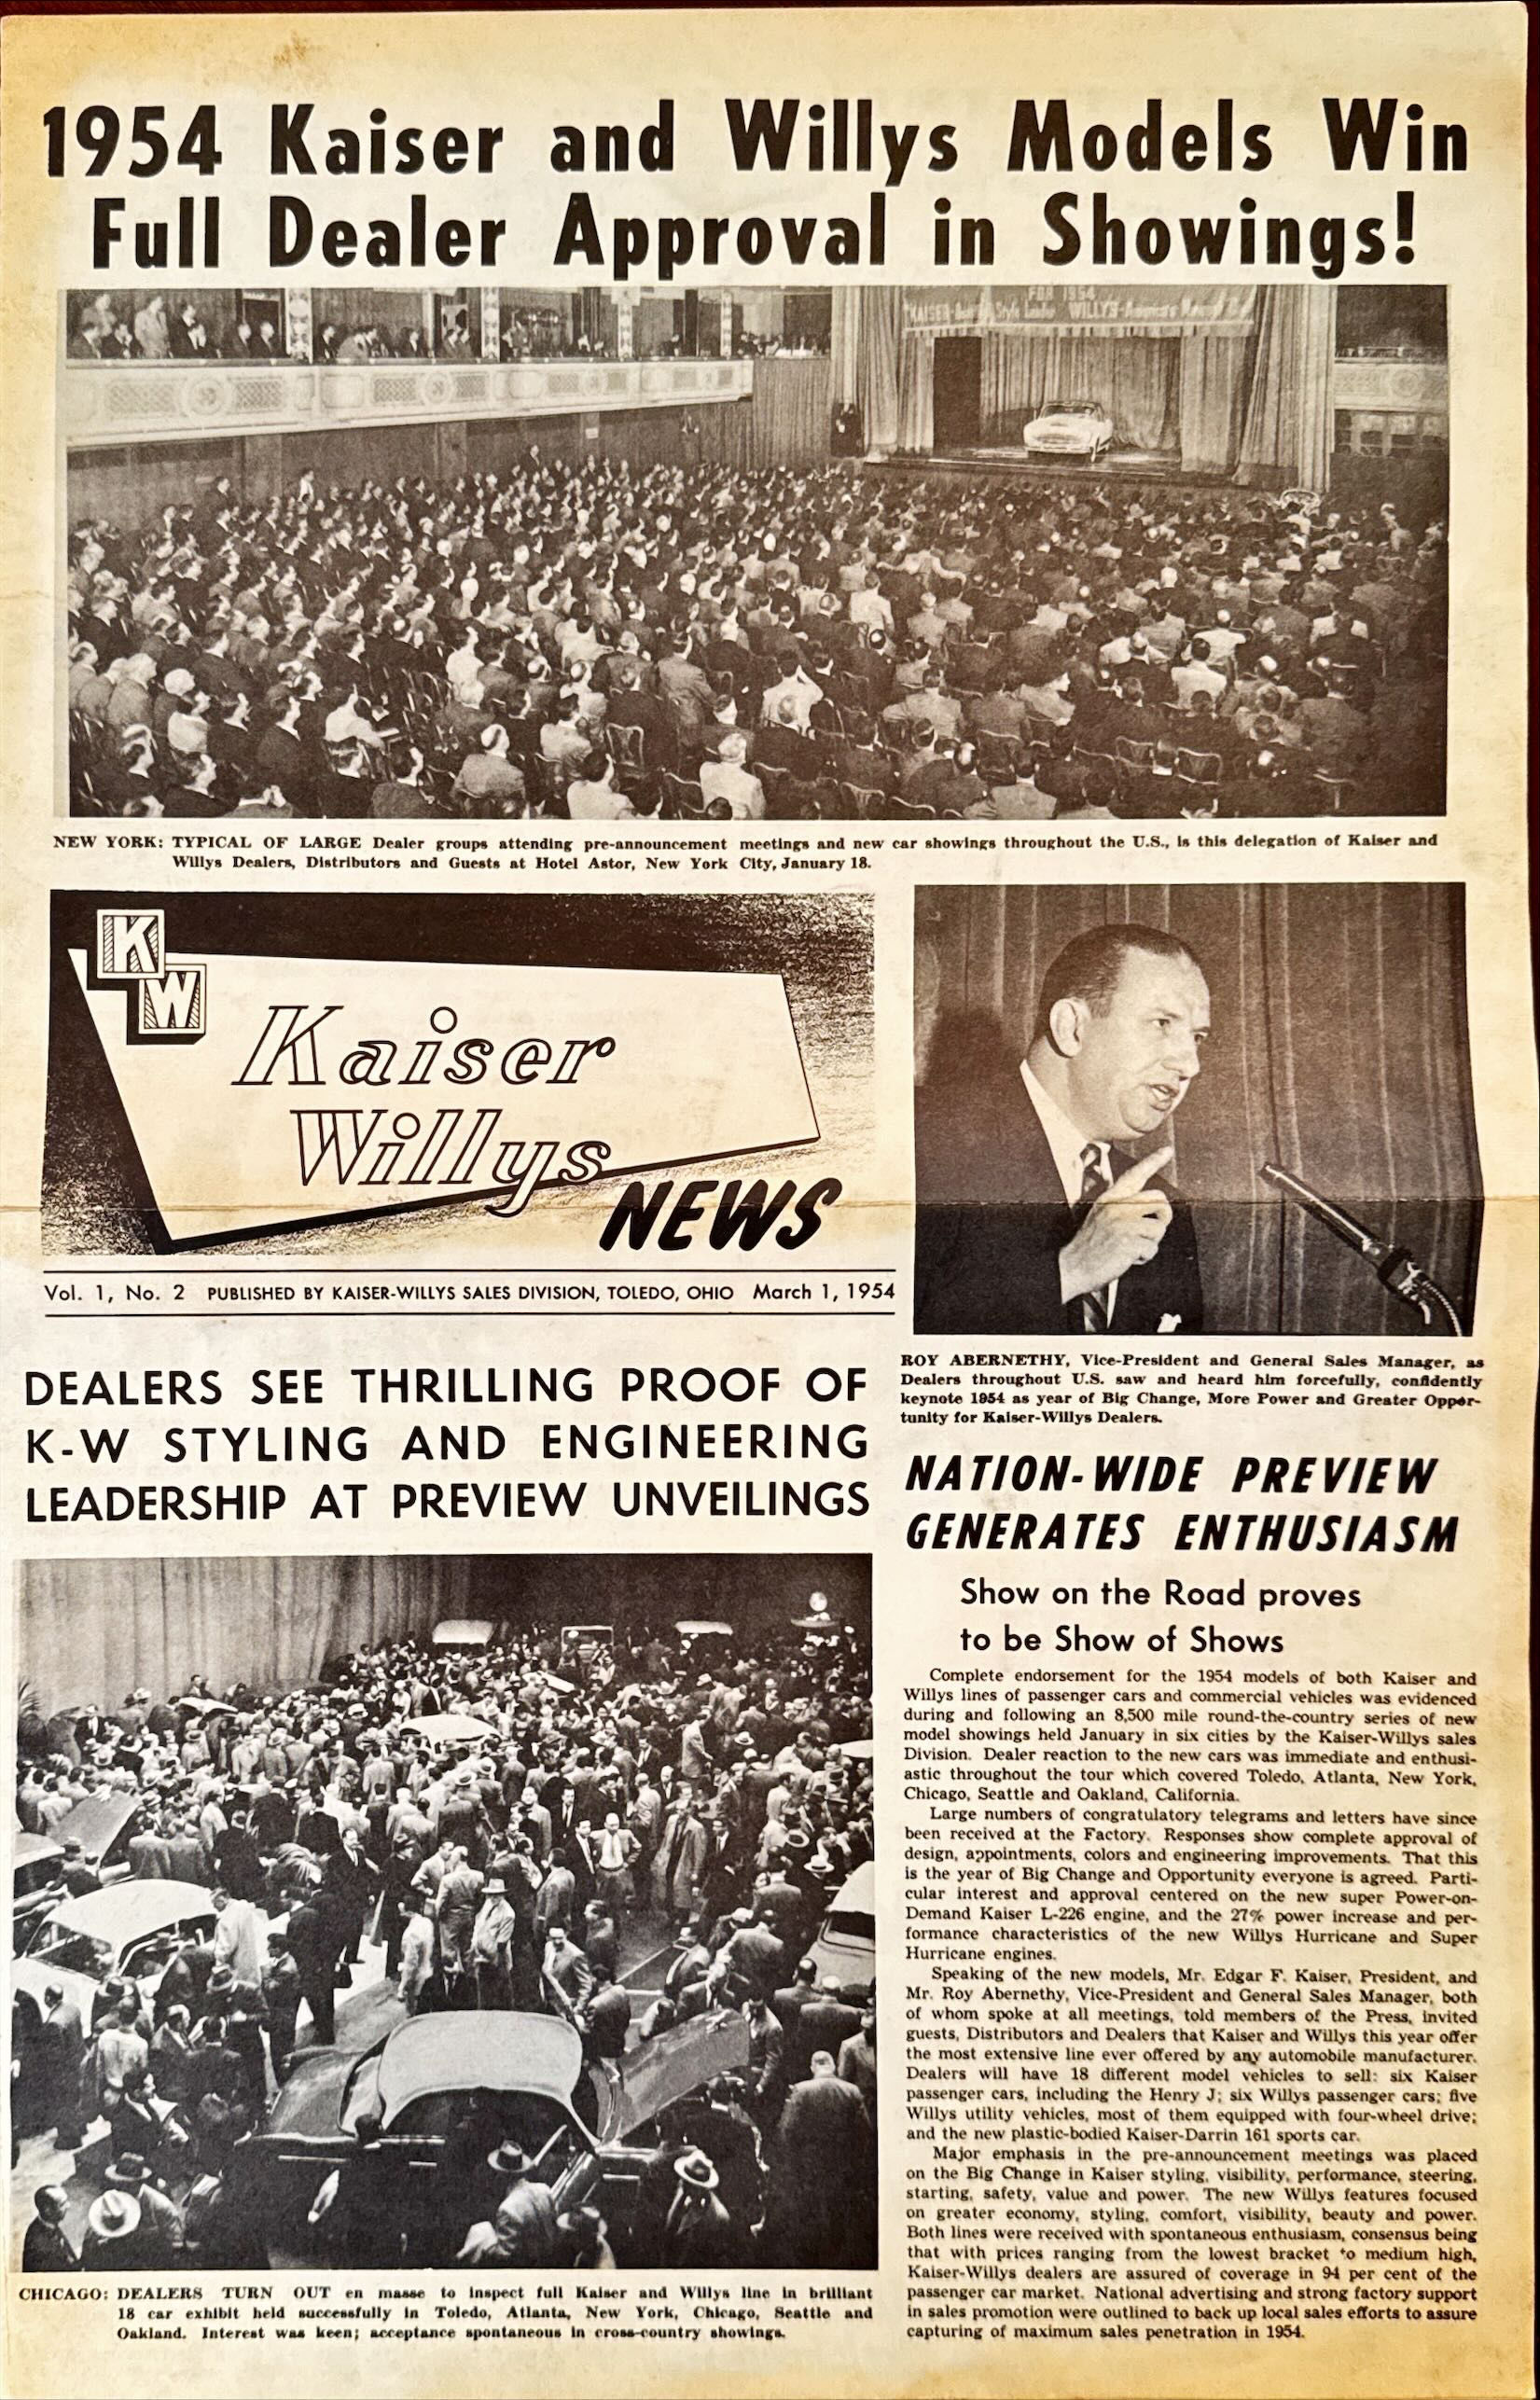 1954 Kaiser and Willys Models Win
Full Dealer Approval in Showings!
FOR 1954
NEW YORK: TYPICAL OF LARGE Dealer groups attending pre-announcement meetings and new car showings throughout the U.S., is this delegation of Kaiser and
Willys Dealers, Distributors and Guests at Hotel Astor, New York City, January 18.
K
W
Kaiser
Willys
NEWS
Vol. 1, No. 2 PUBLISHED BY KAISER-WILLYS SALES DIVISION, TOLEDO, OHIO March 1, 1954
DEALERS SEE THRILLING PROOF OF
K-W STYLING AND ENGINEERING
LEADERSHIP AT PREVIEW UNVEILINGS
CHICAGO: DEALERS TURN OUT en masse to inspect full Kaiser and Willys line in brilliant
18 car exhibit held successfully in Toledo, Atlanta, New York, Chicago, Seattle and
Oakland. Interest was keen; acceptance spontaneous in cross-country showings.
ROY ABERNETHY, Vice-President and General Sales Manager, as
Dealers throughout U.S. saw and heard him forcefully, confidently
keynote 1954 as year of Big Change, More Power and Greater Oppor-
tunity for Kaiser-Willys Dealers.
NATION-WIDE PREVIEW
GENERATES ENTHUSIASM
Show on the Road proves
to be Show of Shows
Complete endorsement for the 1954 models of both Kaiser and
Willys lines of passenger cars and commercial vehicles was evidenced
during and following an 8,500 mile round-the-country series of new
model showings held January in six cities by the Kaiser-Willys sales
Division. Dealer reaction to the new cars was immediate and enthusi-
astic throughout the tour which covered Toledo, Atlanta, New York,
Chicago, Seattle and Oakland, California.
Large numbers of congratulatory telegrams and letters have since
been received at the Factory. Responses show complete approval of
design, appointments, colors and engineering improvements. That this
is the year of Big Change and Opportunity everyone is agreed. Parti-
cular interest and approval centered on the new super Power-on-
Demand Kaiser L-226 engine, and the 27% power increase and per-
formance characteristics of the new Willys Hurricane and Super
Hurricane engines.
Speaking of the new models, Mr. Edgar F. Kaiser, President, and
Mr. Roy Abernethy, Vice-President and General Sales Manager, both
of whom spoke at all meetings, told members of the Press, invited
guests, Distributors and Dealers that Kaiser and Willys this year offer
the most extensive line ever offered by any automobile manufacturer.
Dealers will have 18 different model vehicles to sell: six Kaiser
passenger cars, including the Henry J; six Willys passenger cars; five
Willys utility vehicles, most of them equipped with four-wheel drive;
and the new plastic-bodied Kaiser-Darrin 161 sports car.
Major emphasis in the pre-announcement meetings was placed
on the Big Change in Kaiser styling, visibility, performance, steering,
starting, safety, value and power. The new Willys features focused
on greater economy, styling, comfort, visibility, beauty and power.
Both lines were received with spontaneous enthusiasm, consensus being
that with prices ranging from the lowest bracket to medium high,
Kaiser-Willys dealers are assured of coverage in 94 per cent of the
passenger car market. National advertising and strong factory support
in sales promotion were outlined to back up local sales efforts to assure
capturing of maximum sales penetration in 1954.